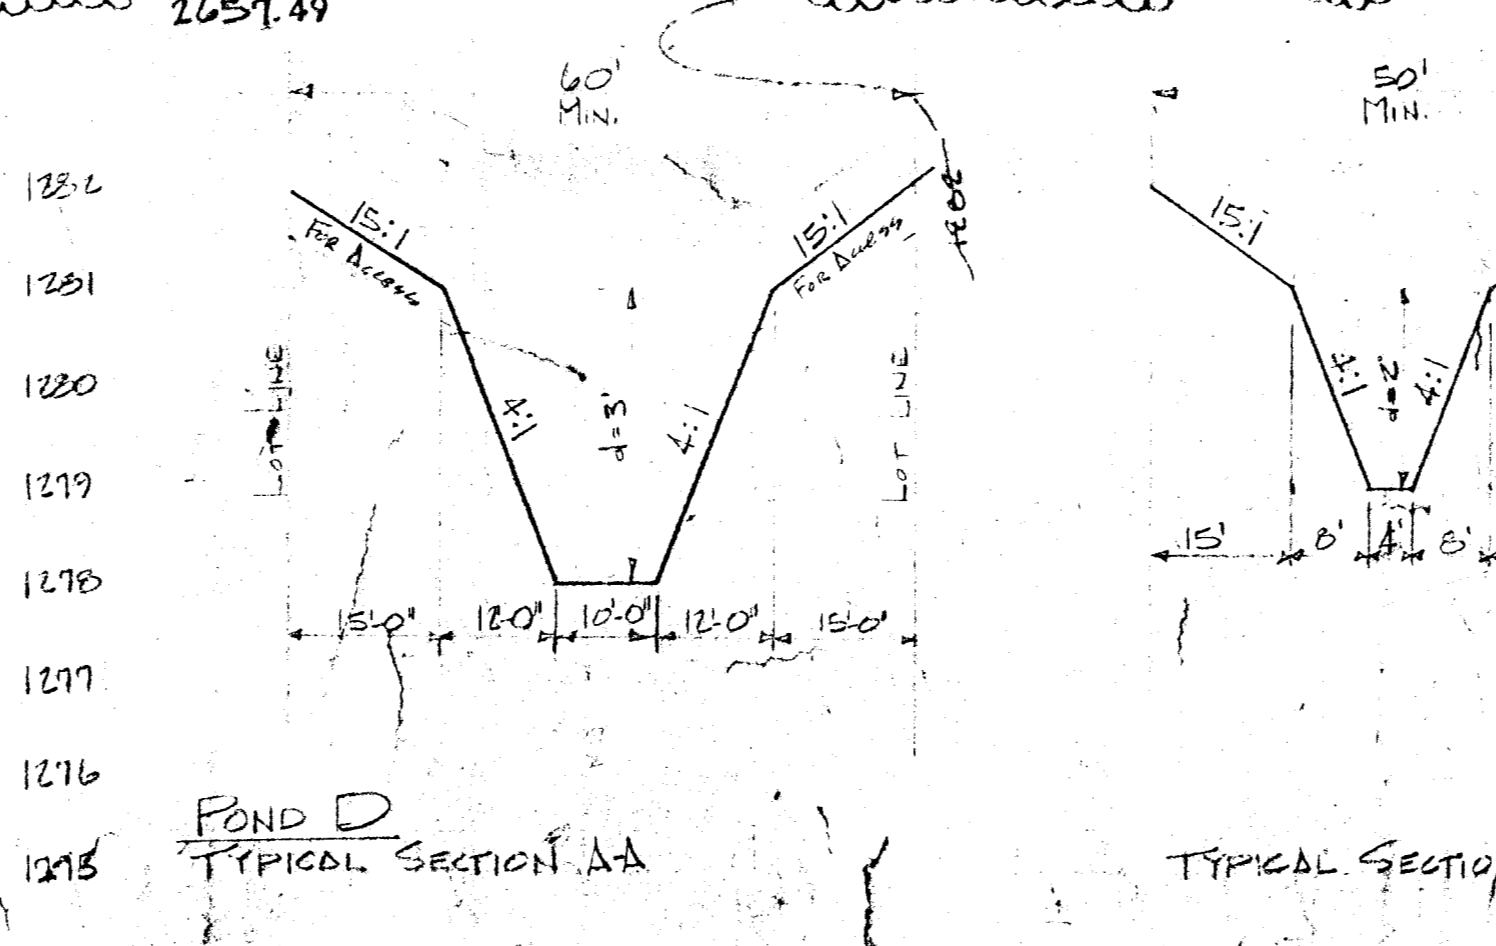 2657.49
60'
MIN.
50'
MIN.
1282
15:1
FOR ACCESS
15:1
FOR ACCESS
1282
15:1
1281
1280
LOT LINE
4:1
d=3'
4:1
LOT LINE
4:1
d=2'
4:1
1279
15'
8'
4'
8'
1278
15'-0"
12'-0"
10'-0"
12'-0"
15'-0"
1277
1276
POND D
1275
TYPICAL SECTION A-A
TYPICAL SECTIO